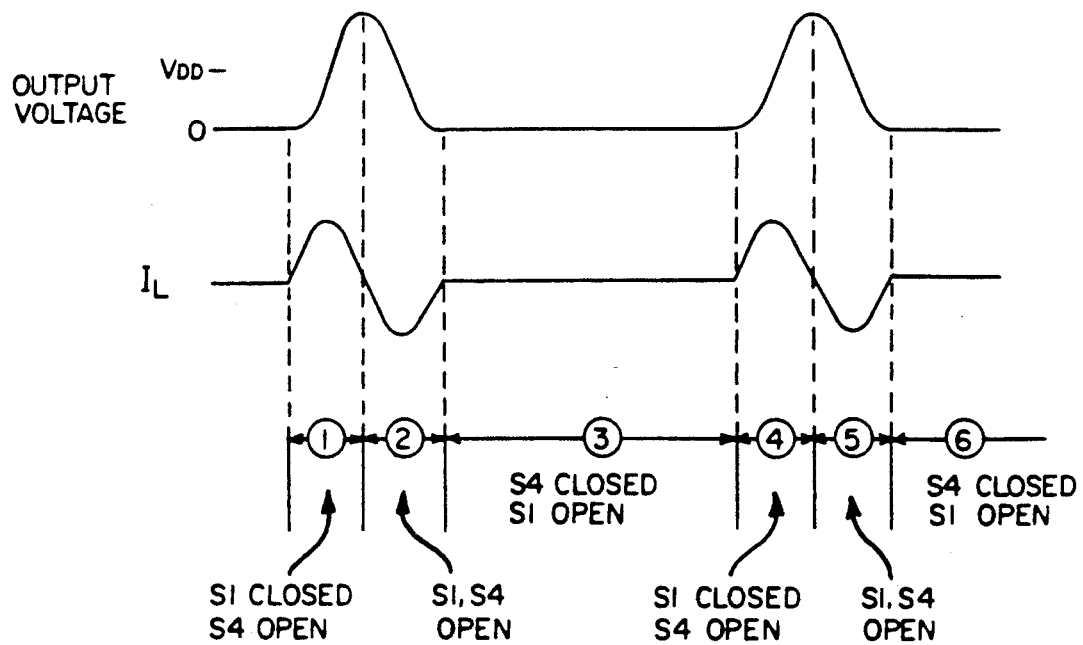 VDD
OUTPUT
VOLTAGE
0
IL
1
2
3
4
5
6
S4 CLOSED
S1 OPEN
S4 CLOSED
S1 OPEN
S1 CLOSED
S4 OPEN
S1, S4
OPEN
S1 CLOSED
S4 OPEN
S1, S4
OPEN